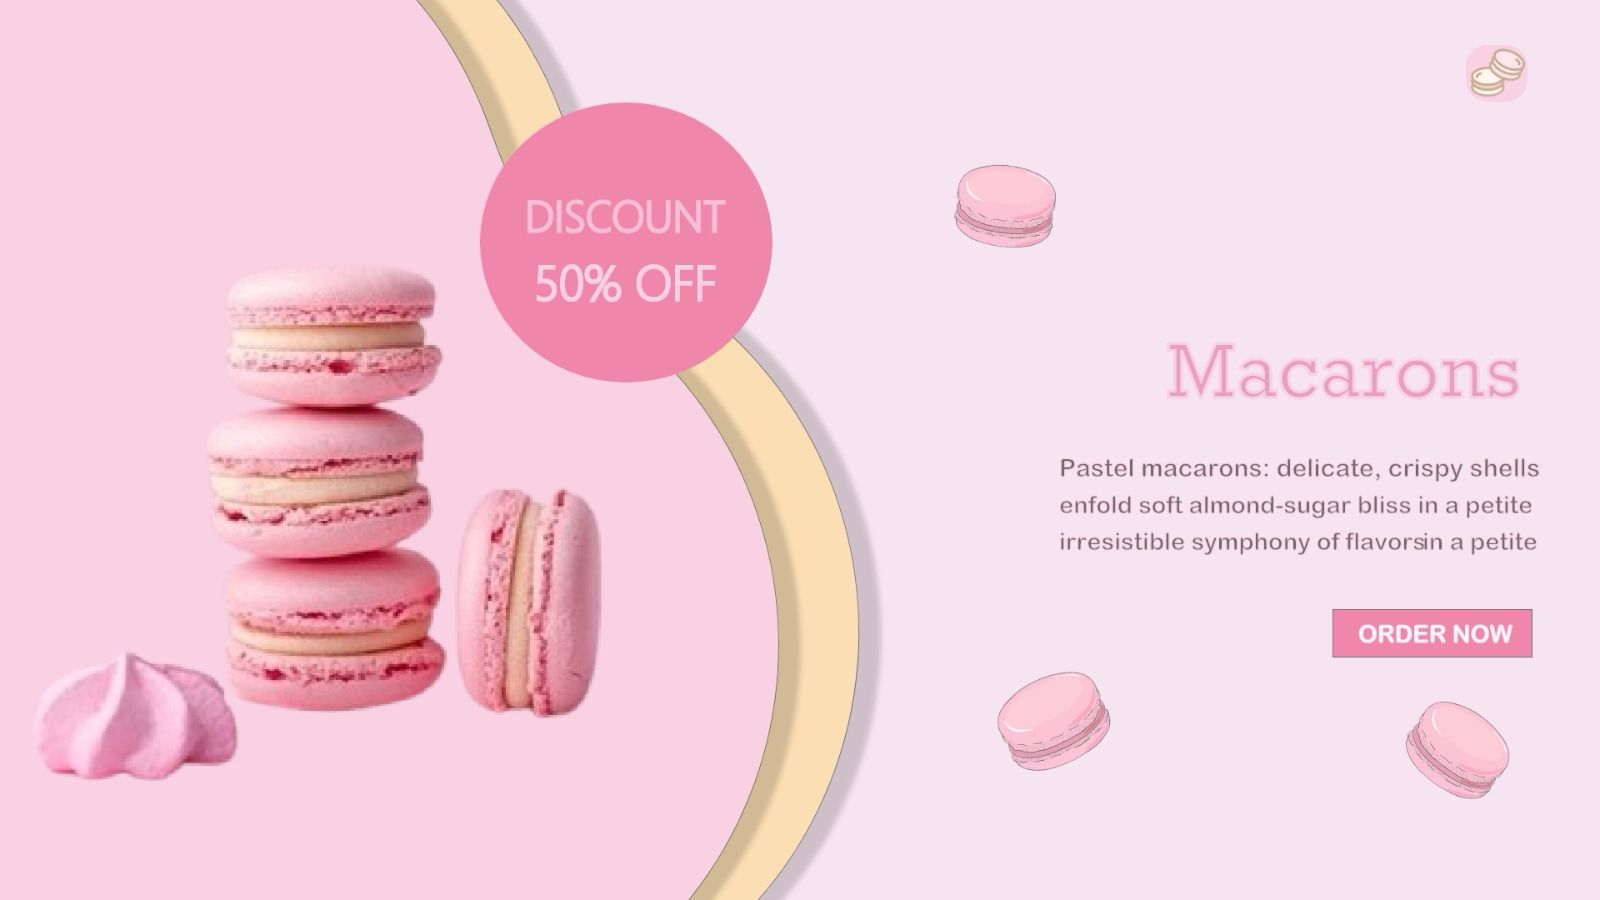 DISCOUNT
50% OFF
Macarons
Pastel macarons: delicate, crispy shells
enfold soft almond-sugar bliss in a petite
irresistible symphony of flavorsin a petite
ORDER NOW